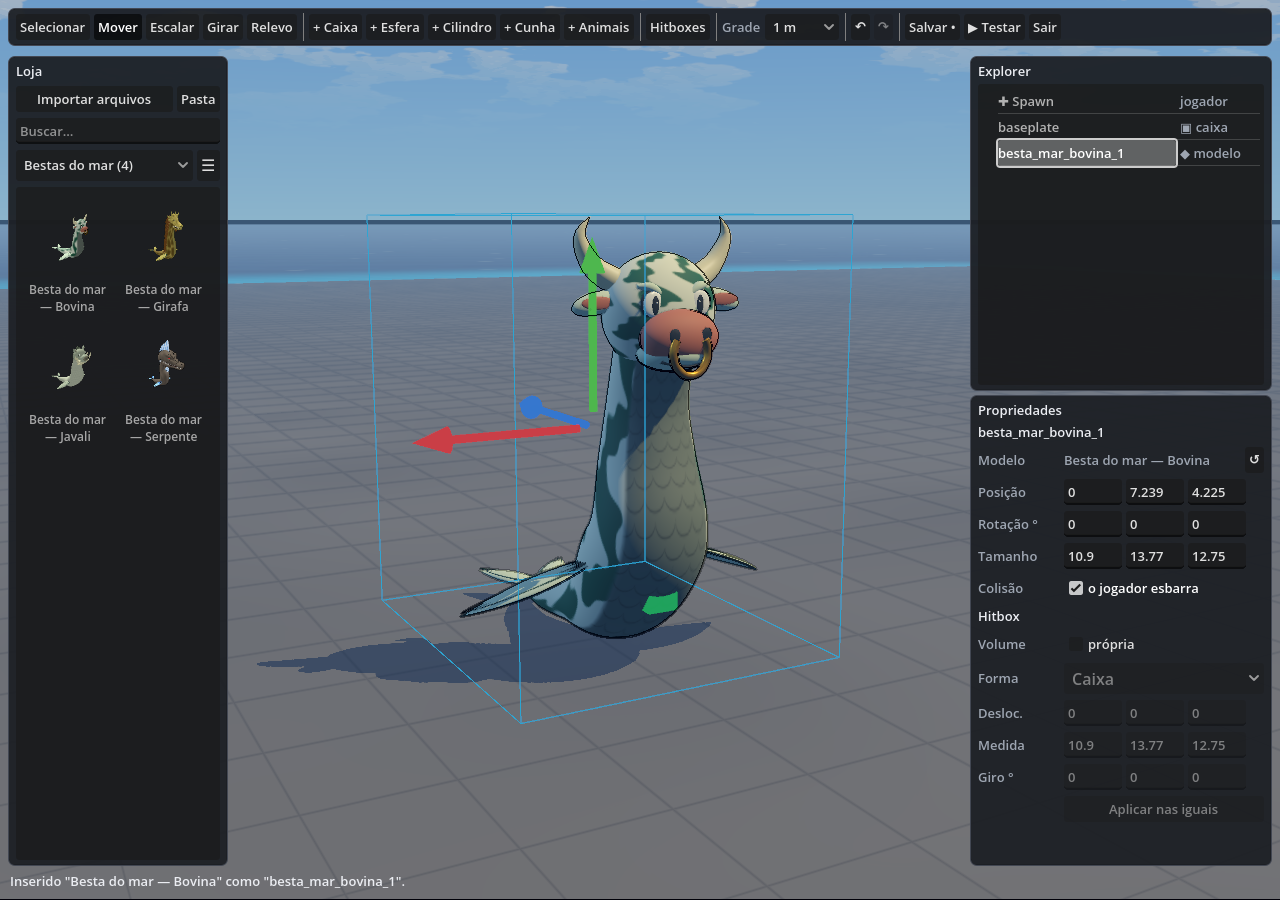 Selecionar Mover Escalar Girar Relevo + Caixa + Esfera + Cilindro + Cunha + Animais Hitboxes Grade 1 m ↶ ↷ Salvar • ▶ Testar Sair
Loja
Importar arquivos Pasta
Buscar...
Bestas do mar (4) ☰
Besta do mar
— Bovina
Besta do mar
— Girafa
Besta do mar
— Javali
Besta do mar
— Serpente
Explorer
✚ Spawn jogador
baseplate ▣ caixa
besta_mar_bovina_1 ◆ modelo
Propriedades
besta_mar_bovina_1
Modelo Besta do mar — Bovina ↺
Posição 0 7.239 4.225
Rotação ° 0 0 0
Tamanho 10.9 13.77 12.75
Colisão o jogador esbarra
Hitbox
Volume própria
Forma Caixa
Desloc. 0 0 0
Medida 10.9 13.77 12.75
Giro ° 0 0 0
Aplicar nas iguais
Inserido "Besta do mar — Bovina" como "besta_mar_bovina_1".